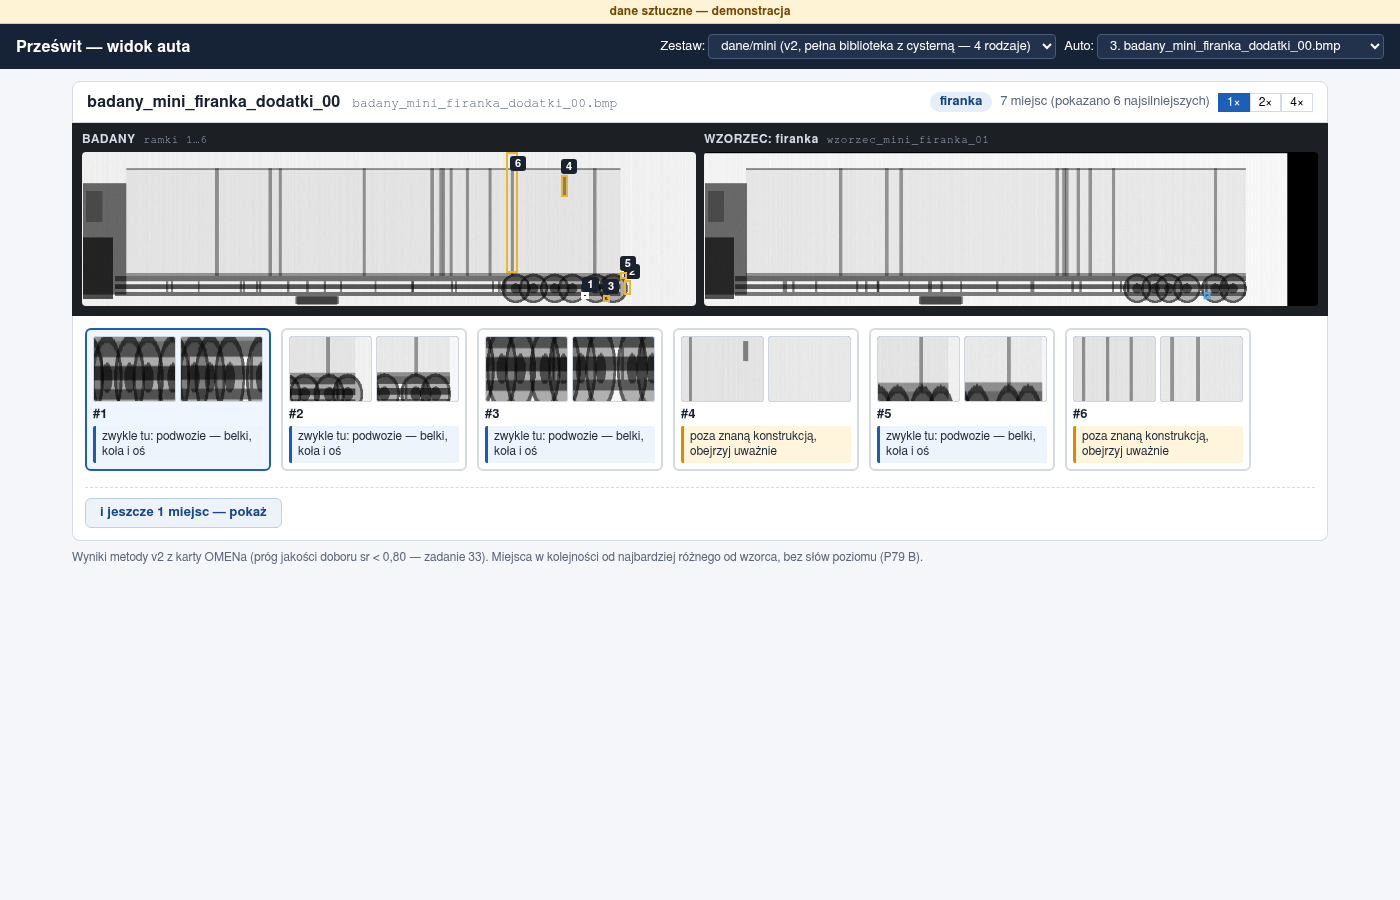 dane sztuczne — demonstracja
Prześwit — widok auta
Zestaw: dane/mini (v2, pełna biblioteka z cysterną — 4 rodzaje)
Auto: 3. badany_mini_firanka_dodatki_00.bmp
badany_mini_firanka_dodatki_00 badany_mini_firanka_dodatki_00.bmp
firanka 7 miejsc (pokazano 6 najsilniejszych) 1× 2× 4×
BADANY ramki 1…6
WZORZEC: firanka wzorzec_mini_firanka_01
6
4
5
2
1
3
#1
zwykle tu: podwozie — belki,
koła i oś
#2
zwykle tu: podwozie — belki,
koła i oś
#3
zwykle tu: podwozie — belki,
koła i oś
#4
poza znaną konstrukcją,
obejrzyj uważnie
#5
zwykle tu: podwozie — belki,
koła i oś
#6
poza znaną konstrukcją,
obejrzyj uważnie
i jeszcze 1 miejsc — pokaż
Wyniki metody v2 z karty OMENa (próg jakości doboru sr < 0,80 — zadanie 33). Miejsca w kolejności od najbardziej różnego od wzorca, bez słów poziomu (P79 B).